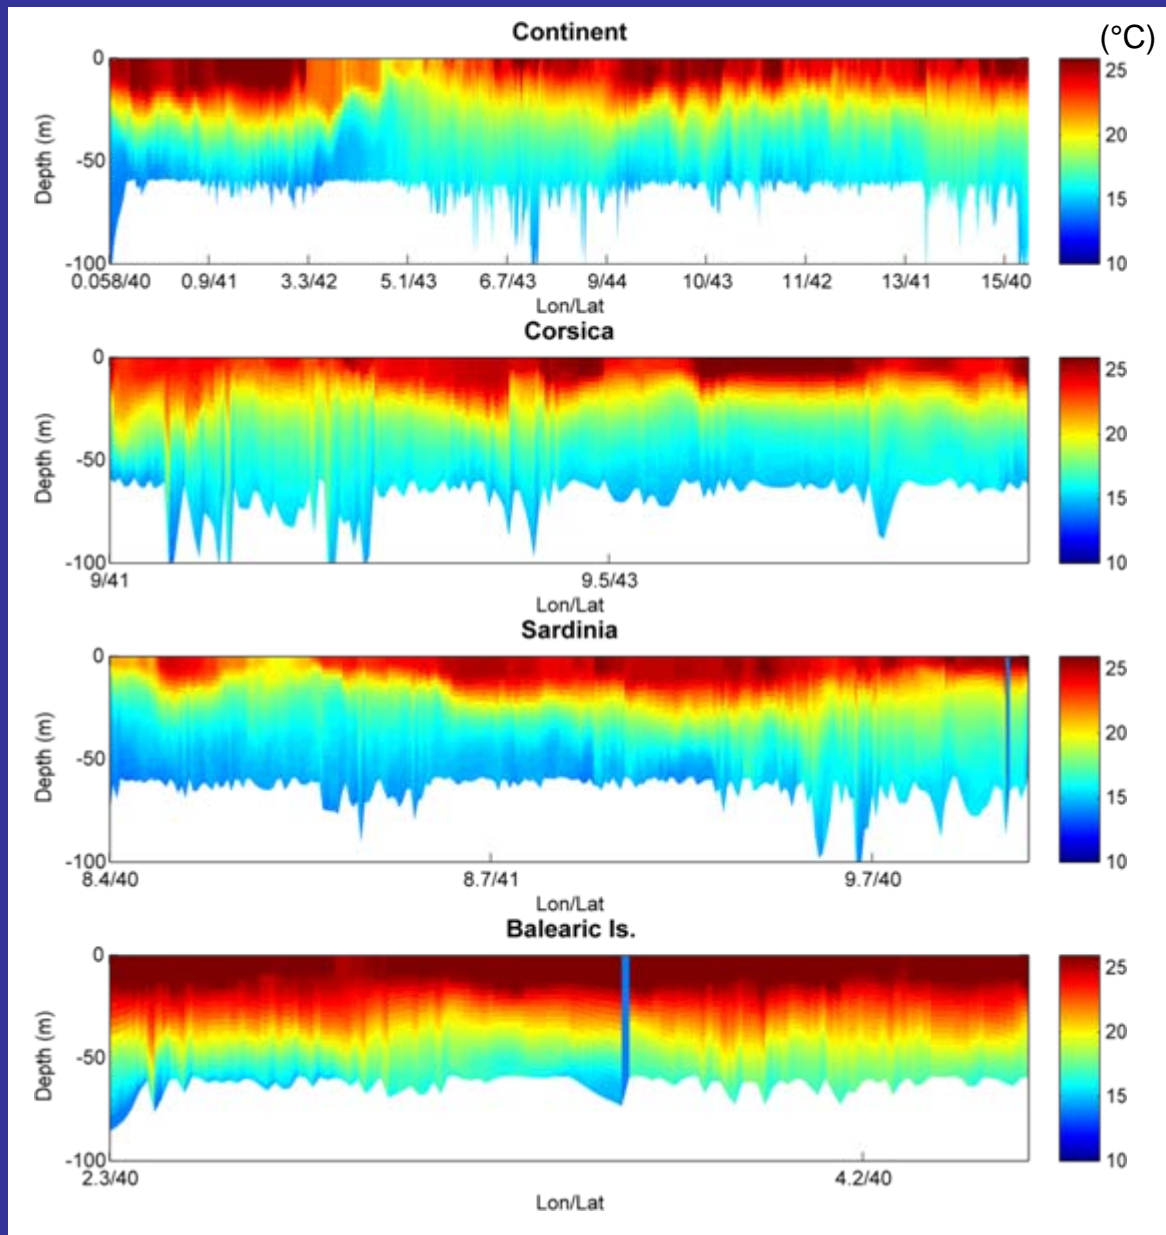 Continent
(°C)
0
-50
-100
Depth (m)
0.058/40 0.9/41 3.3/42 5.1/43 6.7/43 9/44 10/43 11/42 13/41 15/40
Lon/Lat
25
20
15
10
Corsica
0
-50
-100
Depth (m)
9/41 9.5/43
Lon/Lat
25
20
15
10
Sardinia
0
-50
-100
Depth (m)
8.4/40 8.7/41 9.7/40
Lon/Lat
25
20
15
10
Balearic Is.
0
-50
-100
Depth (m)
2.3/40 4.2/40
Lon/Lat
25
20
15
10